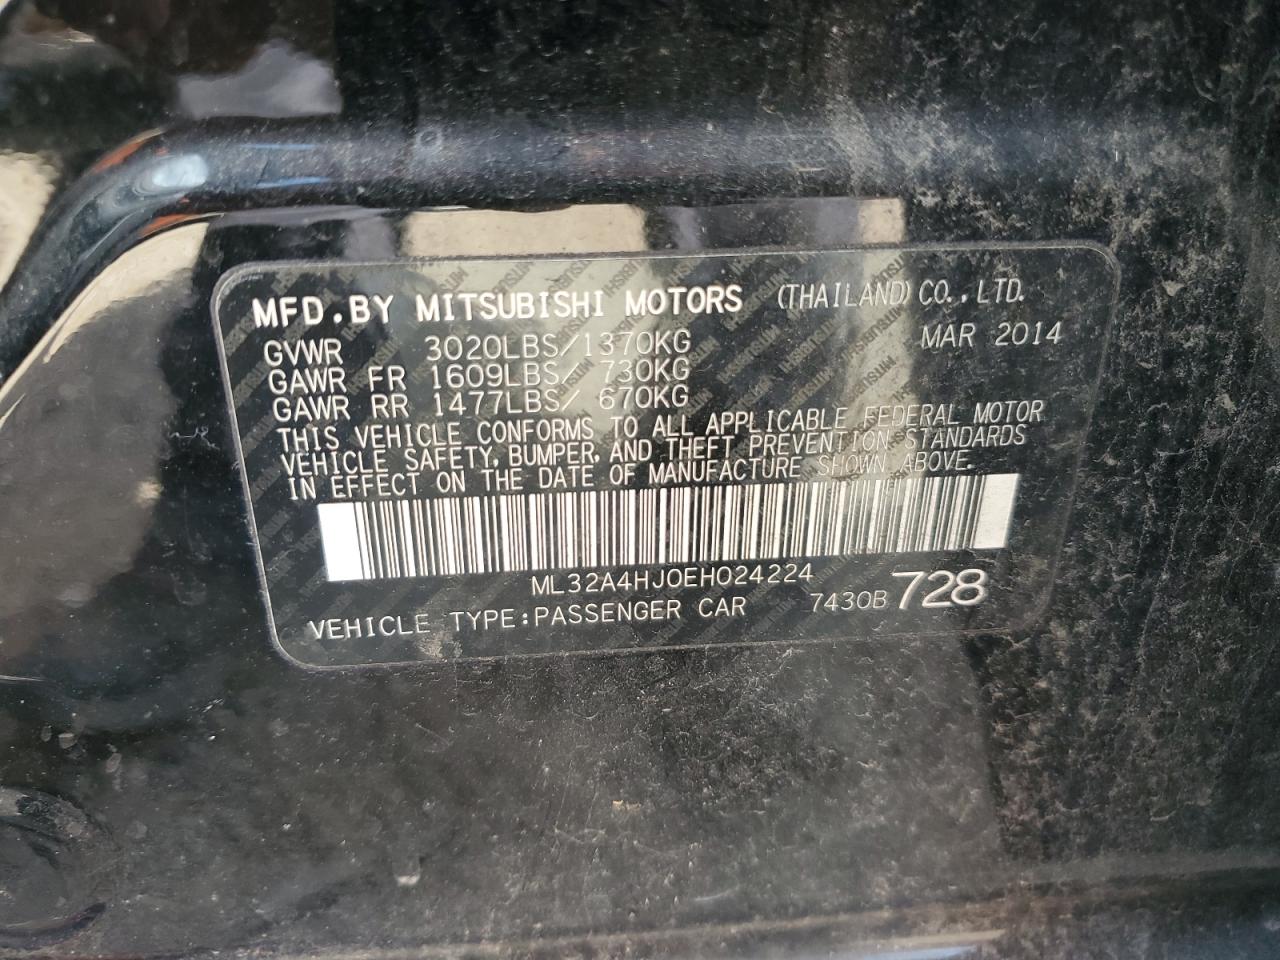 MFD.BY MITSUBISHI MOTORS (THAILAND) CO.,LTD.
GVWR 3020LBS/1370KG MAR 2014
GAWR FR 1609LBS/ 730KG
GAWR RR 1477LBS/ 670KG
THIS VEHICLE CONFORMS TO ALL APPLICABLE FEDERAL MOTOR
VEHICLE SAFETY, BUMPER, AND THEFT PREVENTION STANDARDS
IN EFFECT ON THE DATE OF MANUFACTURE SHOWN ABOVE.
ML32A4HJ0EH024224
VEHICLE TYPE:PASSENGER CAR 7430B 728